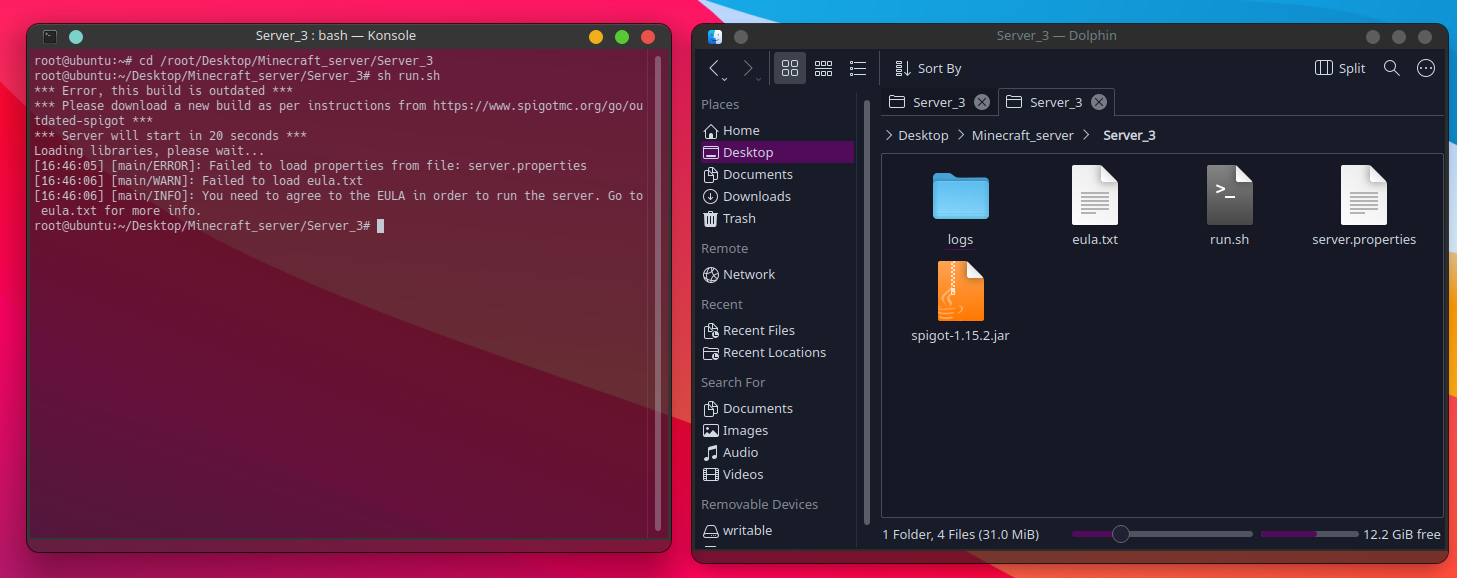 Server_3 : bash — Konsole
root@ubuntu:~# cd /root/Desktop/Minecraft_server/Server_3
root@ubuntu:~/Desktop/Minecraft_server/Server_3# sh run.sh
*** Error, this build is outdated ***
*** Please download a new build as per instructions from https://www.spigotmc.org/go/ou
tdated-spigot ***
*** Server will start in 20 seconds ***
Loading libraries, please wait...
[16:46:05] [main/ERROR]: Failed to load properties from file: server.properties
[16:46:06] [main/WARN]: Failed to load eula.txt
[16:46:06] [main/INFO]: You need to agree to the EULA in order to run the server. Go to
 eula.txt for more info.
root@ubuntu:~/Desktop/Minecraft_server/Server_3#
Server_3 — Dolphin
Sort By
Split
Places
Home
Desktop
Documents
Downloads
Trash
Remote
Network
Recent
Recent Files
Recent Locations
Search For
Documents
Images
Audio
Videos
Removable Devices
writable
Server_3
Server_3
> Desktop > Minecraft_server > Server_3
>_
logs
eula.txt
run.sh
server.properties
spigot-1.15.2.jar
1 Folder, 4 Files (31.0 MiB)
12.2 GiB free